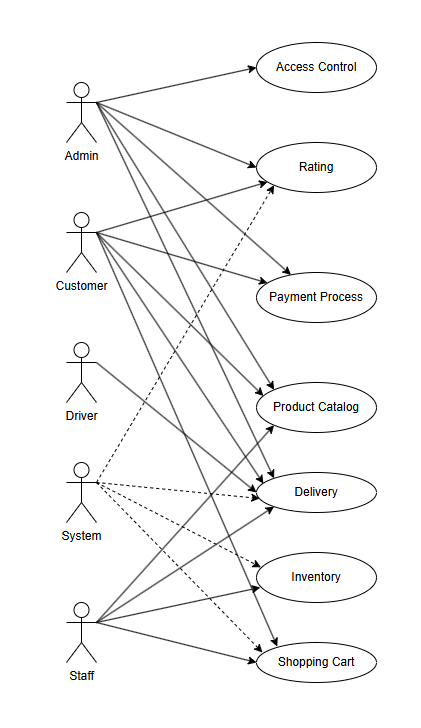 Access Control
Admin
Rating
Customer
Payment Process
Driver
Product Catalog
System
Delivery
Inventory
Staff
Shopping Cart